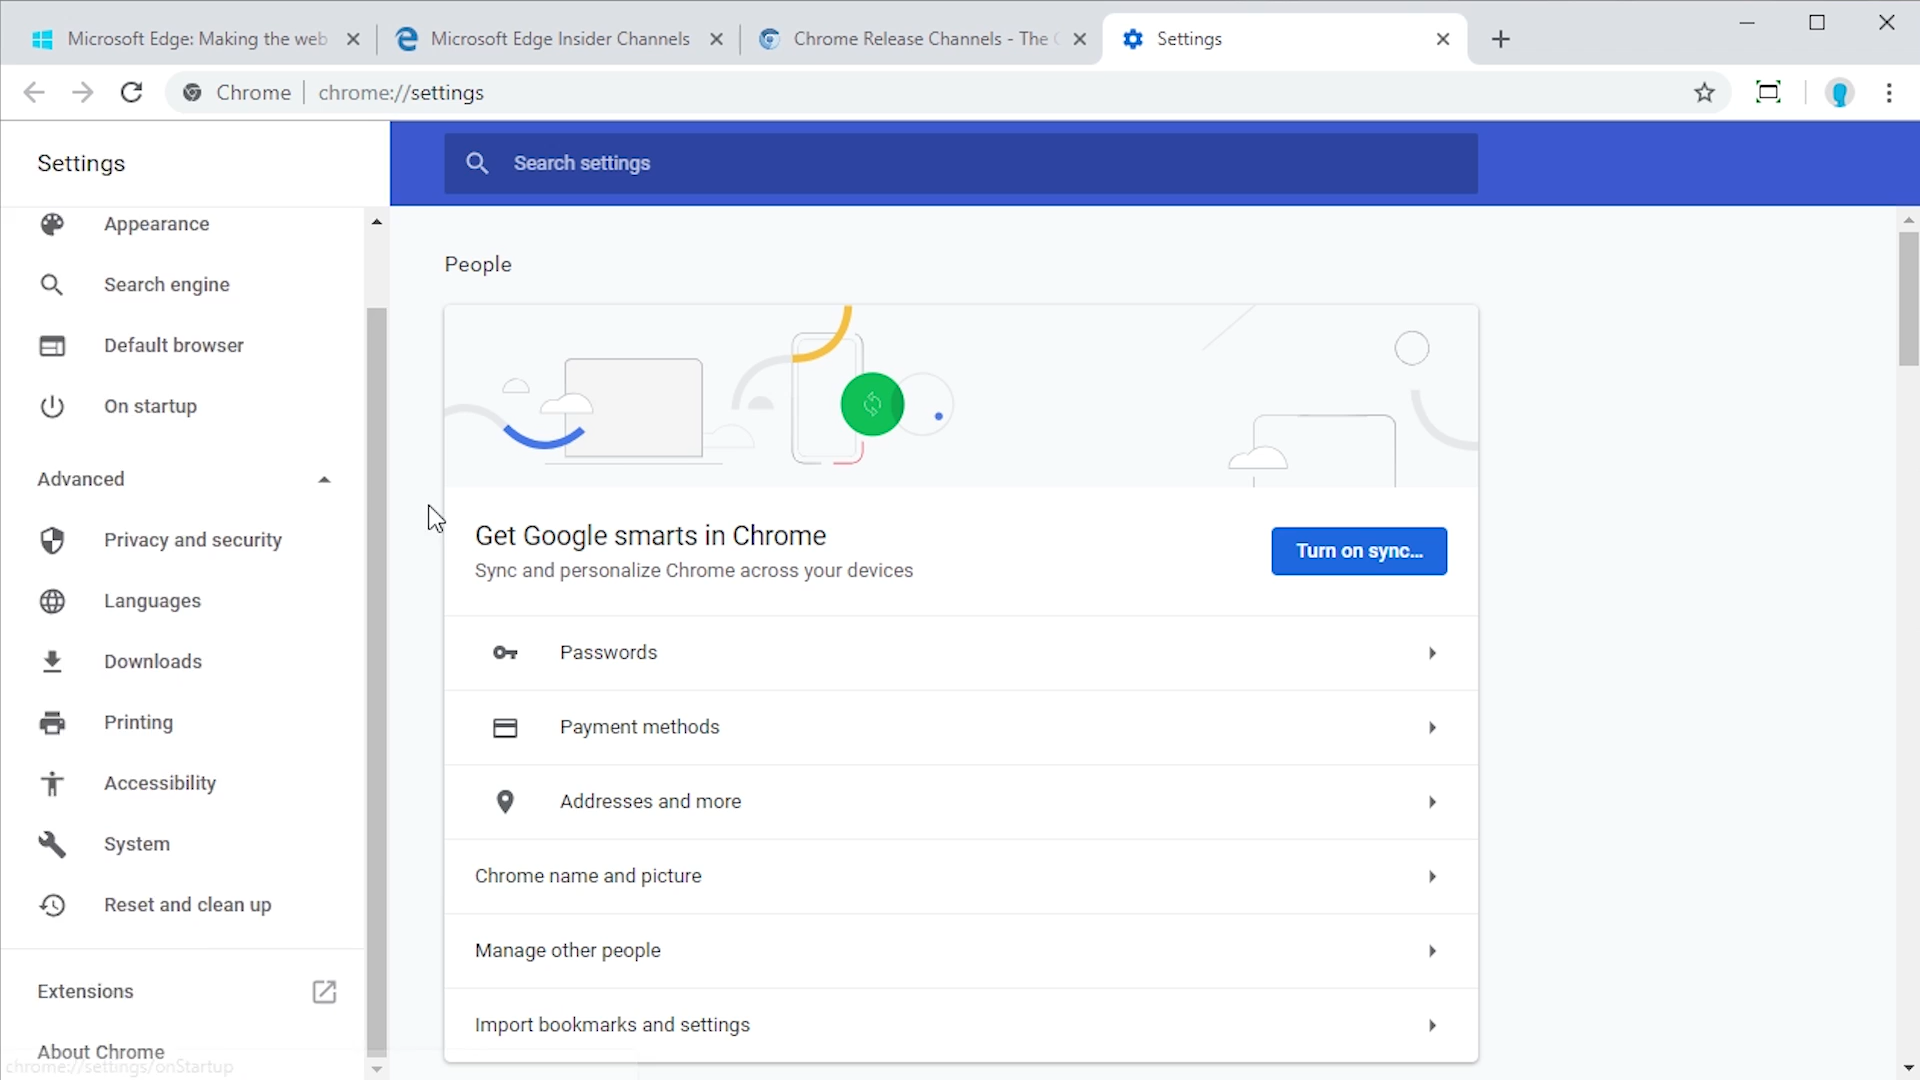 Microsoft Edge: Making the web
Microsoft Edge Insider Channels
Chrome Release Channels - The
Settings
Chrome
chrome://settings
Settings
Search settings
Appearance
Search engine
Default browser
On startup
Advanced
Privacy and security
Languages
Downloads
Printing
Accessibility
System
Reset and clean up
Extensions
About Chrome
chrome://settings/onStartup
People
Get Google smarts in Chrome
Sync and personalize Chrome across your devices
Turn on sync...
Passwords
Payment methods
Addresses and more
Chrome name and picture
Manage other people
Import bookmarks and settings